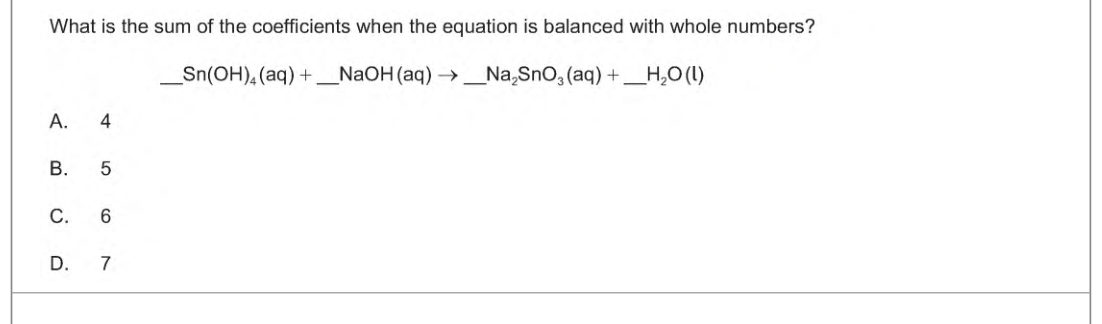 What is the sum of the coefficients when the equation is balanced with whole numbers?
__Sn(OH)₄(aq) + __NaOH(aq) → __Na₂SnO₃(aq) + __H₂O(l)
A. 4
B. 5
C. 6
D. 7